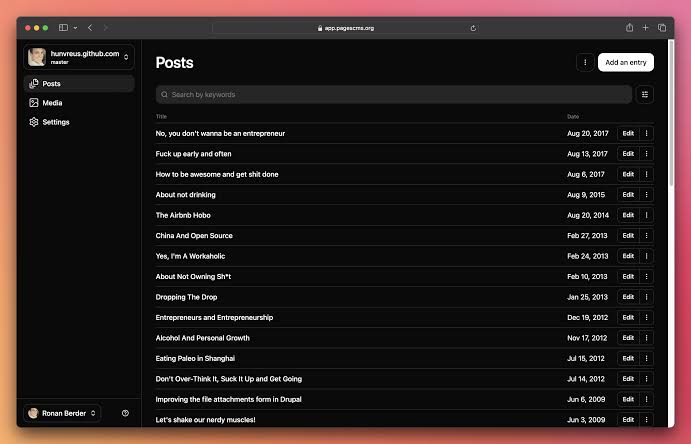 app.pagescms.org
hunvreus.github.com
master
Posts
Media
Settings
Ronan Berder
Posts
Add an entry
Search by keywords
Title Date
No, you don't wanna be an entrepreneur Aug 20, 2017 Edit
Fuck up early and often Aug 13, 2017 Edit
How to be awesome and get shit done Aug 6, 2017 Edit
About not drinking Aug 9, 2015 Edit
The Airbnb Hobo Aug 20, 2014 Edit
China And Open Source Feb 27, 2013 Edit
Yes, I'm A Workaholic Feb 24, 2013 Edit
About Not Owning Sh*t Feb 10, 2013 Edit
Dropping The Drop Jan 25, 2013 Edit
Entrepreneurs and Entrepreneurship Dec 19, 2012 Edit
Alcohol And Personal Growth Nov 17, 2012 Edit
Eating Paleo in Shanghai Jul 15, 2012 Edit
Don't Over-Think It, Suck It Up and Get Going Jul 14, 2012 Edit
Improving the file attachments form in Drupal Jun 6, 2009 Edit
Let's shake our nerdy muscles! Jun 3, 2009 Edit